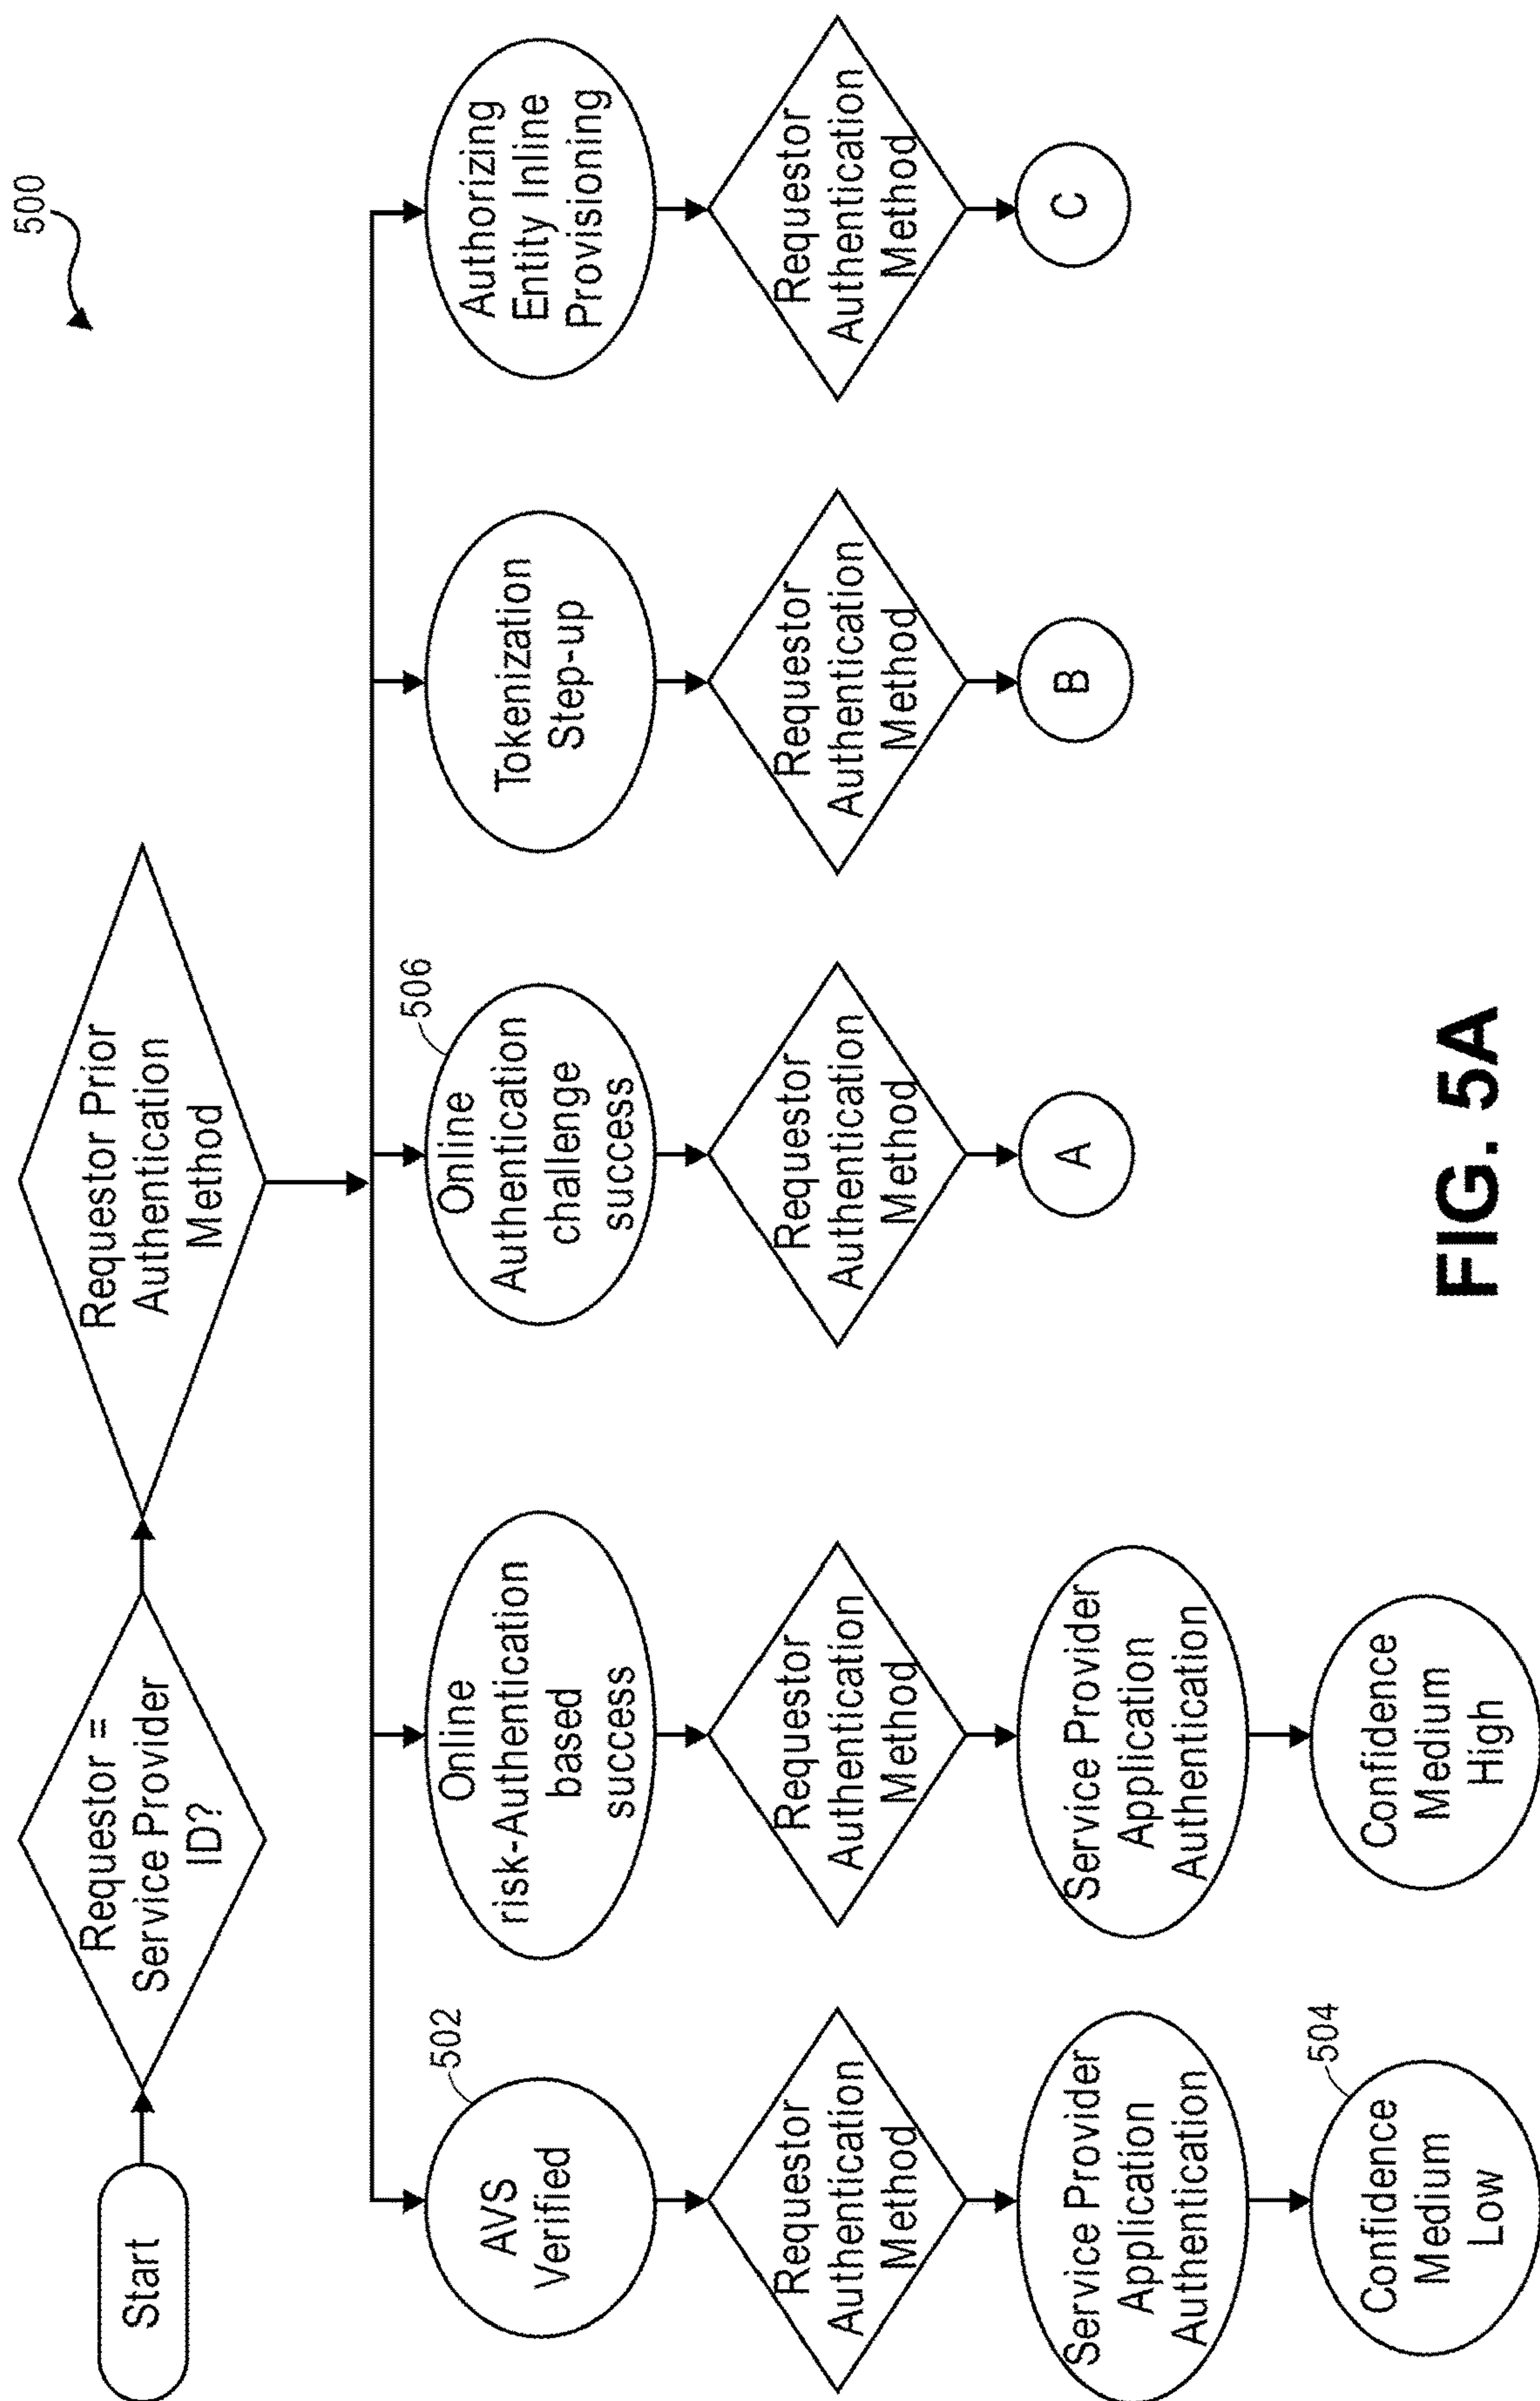 500
Start
Requestor =
Service Provider
ID?
Requestor Prior
Authentication
Method
502
AVS
Verified
Requestor
Authentication
Method
Service Provider
Application
Authentication
504
Confidence
Medium
Low
Online
risk-Authentication
based
success
Requestor
Authentication
Method
Service Provider
Application
Authentication
Confidence
Medium
High
506
Online
Authentication
challenge
success
Requestor
Authentication
Method
A
Tokenization
Step-up
Requestor
Authentication
Method
B
Authorizing
Entity Inline
Provisioning
Requestor
Authentication
Method
C
FIG. 5A